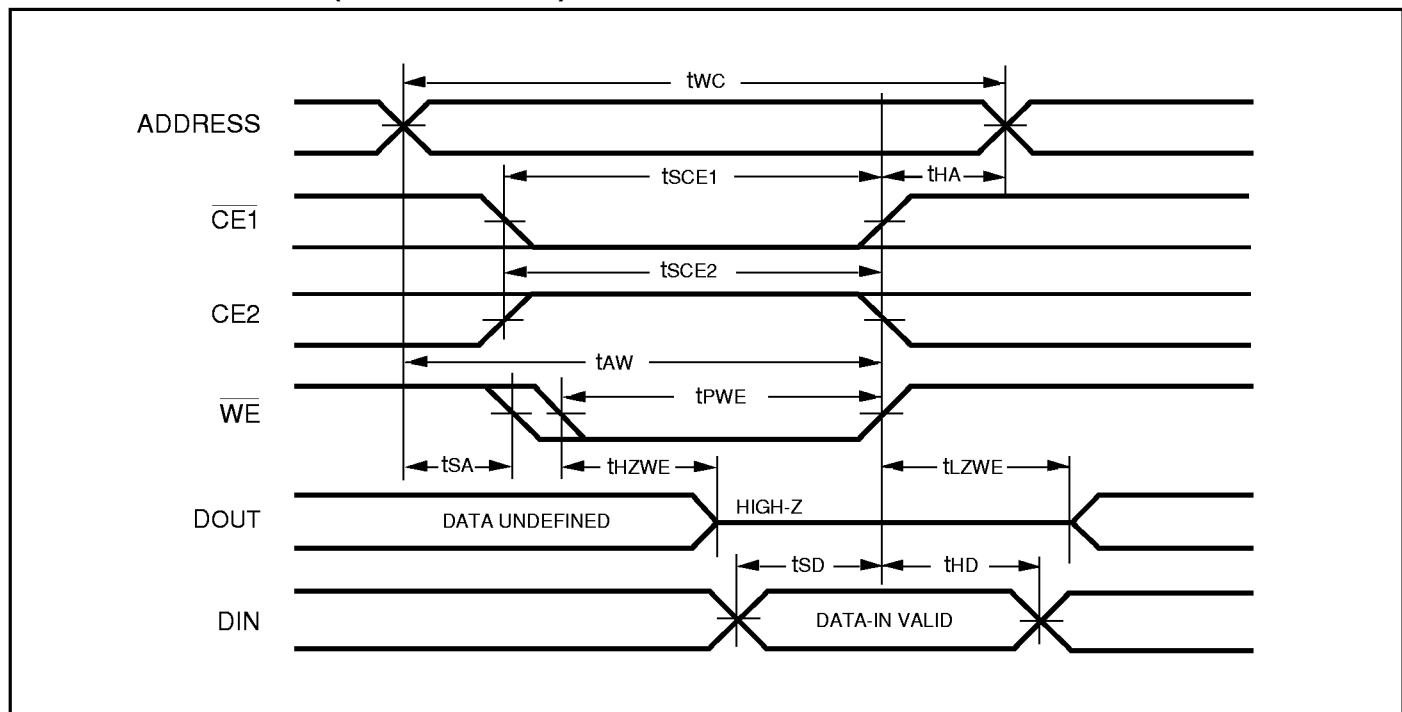 tWC
ADDRESS
tSCE1
tHA
CE1
tSCE2
CE2
tAW
tPWE
WE
tSA
tHZWE
tLZWE
DOUT
DATA UNDEFINED
HIGH-Z
tSD
tHD
DIN
DATA-IN VALID